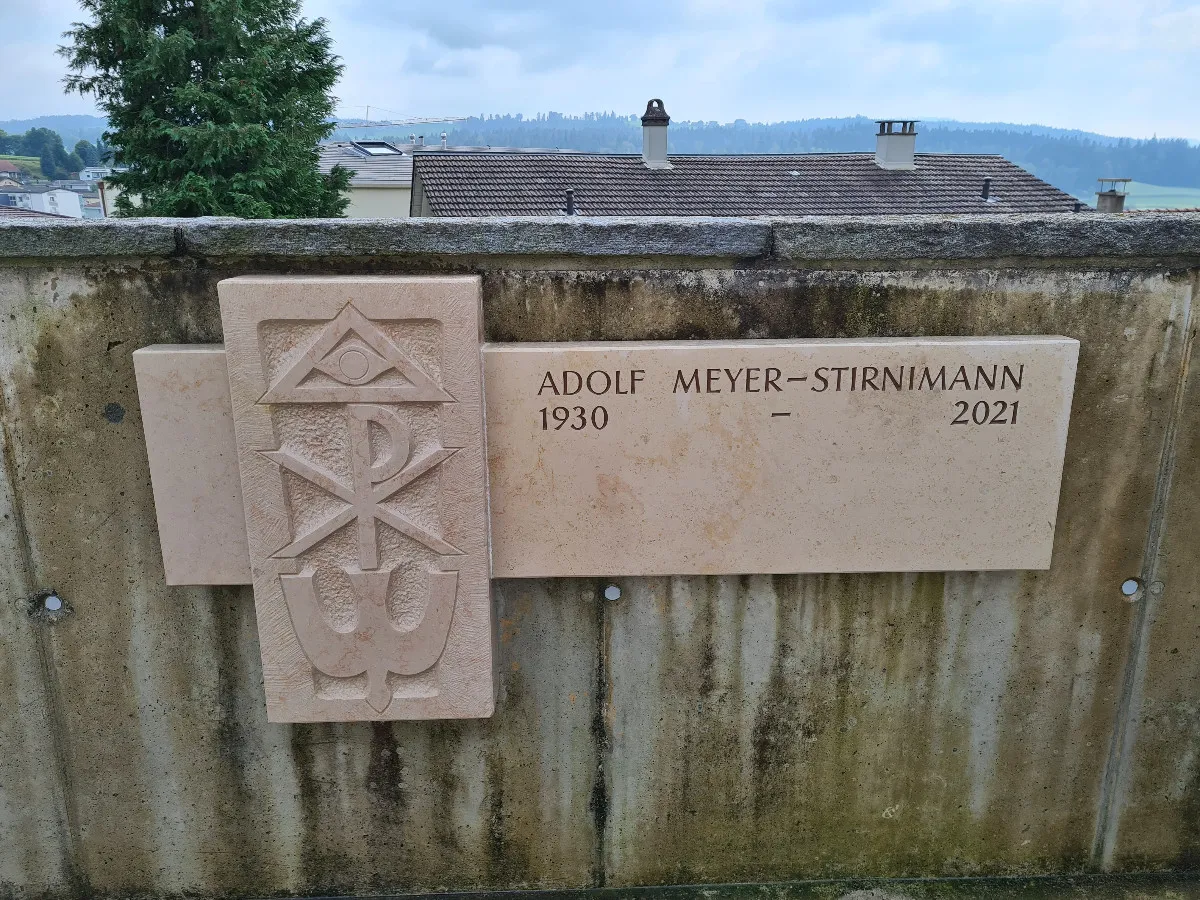 ADOLF MEYER-STIRNIMANN
1930 - 2021